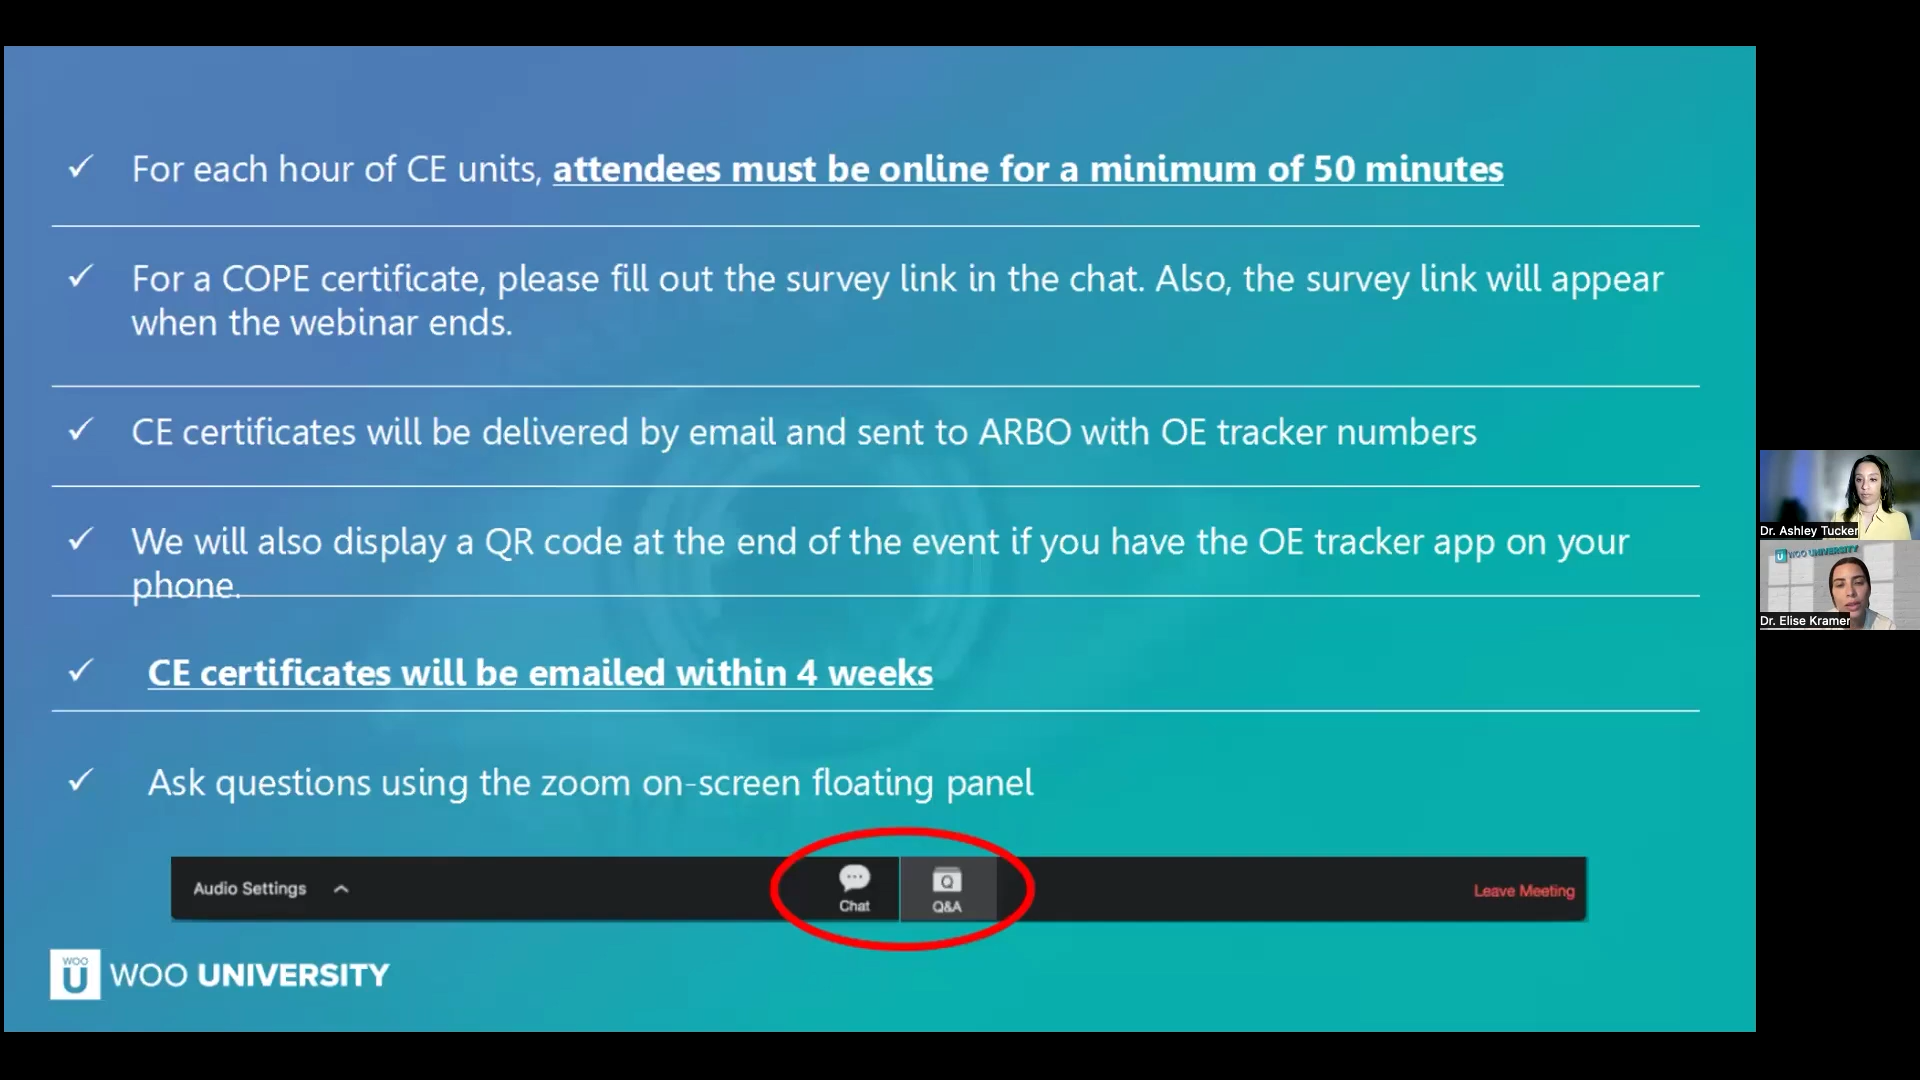 For each hour of CE units, attendees must be online for a minimum of 50 minutes
For a COPE certificate, please fill out the survey link in the chat. Also, the survey link will appear
when the webinar ends.
CE certificates will be delivered by email and sent to ARBO with OE tracker numbers
We will also display a QR code at the end of the event if you have the OE tracker app on your
phone.
CE certificates will be emailed within 4 weeks
Ask questions using the zoom on-screen floating panel
Audio Settings
Chat
Q&A
Leave Meeting
WOO
U
WOO UNIVERSITY
Dr. Ashley Tucker
U WOO UNIVERSITY
Dr. Elise Kramer